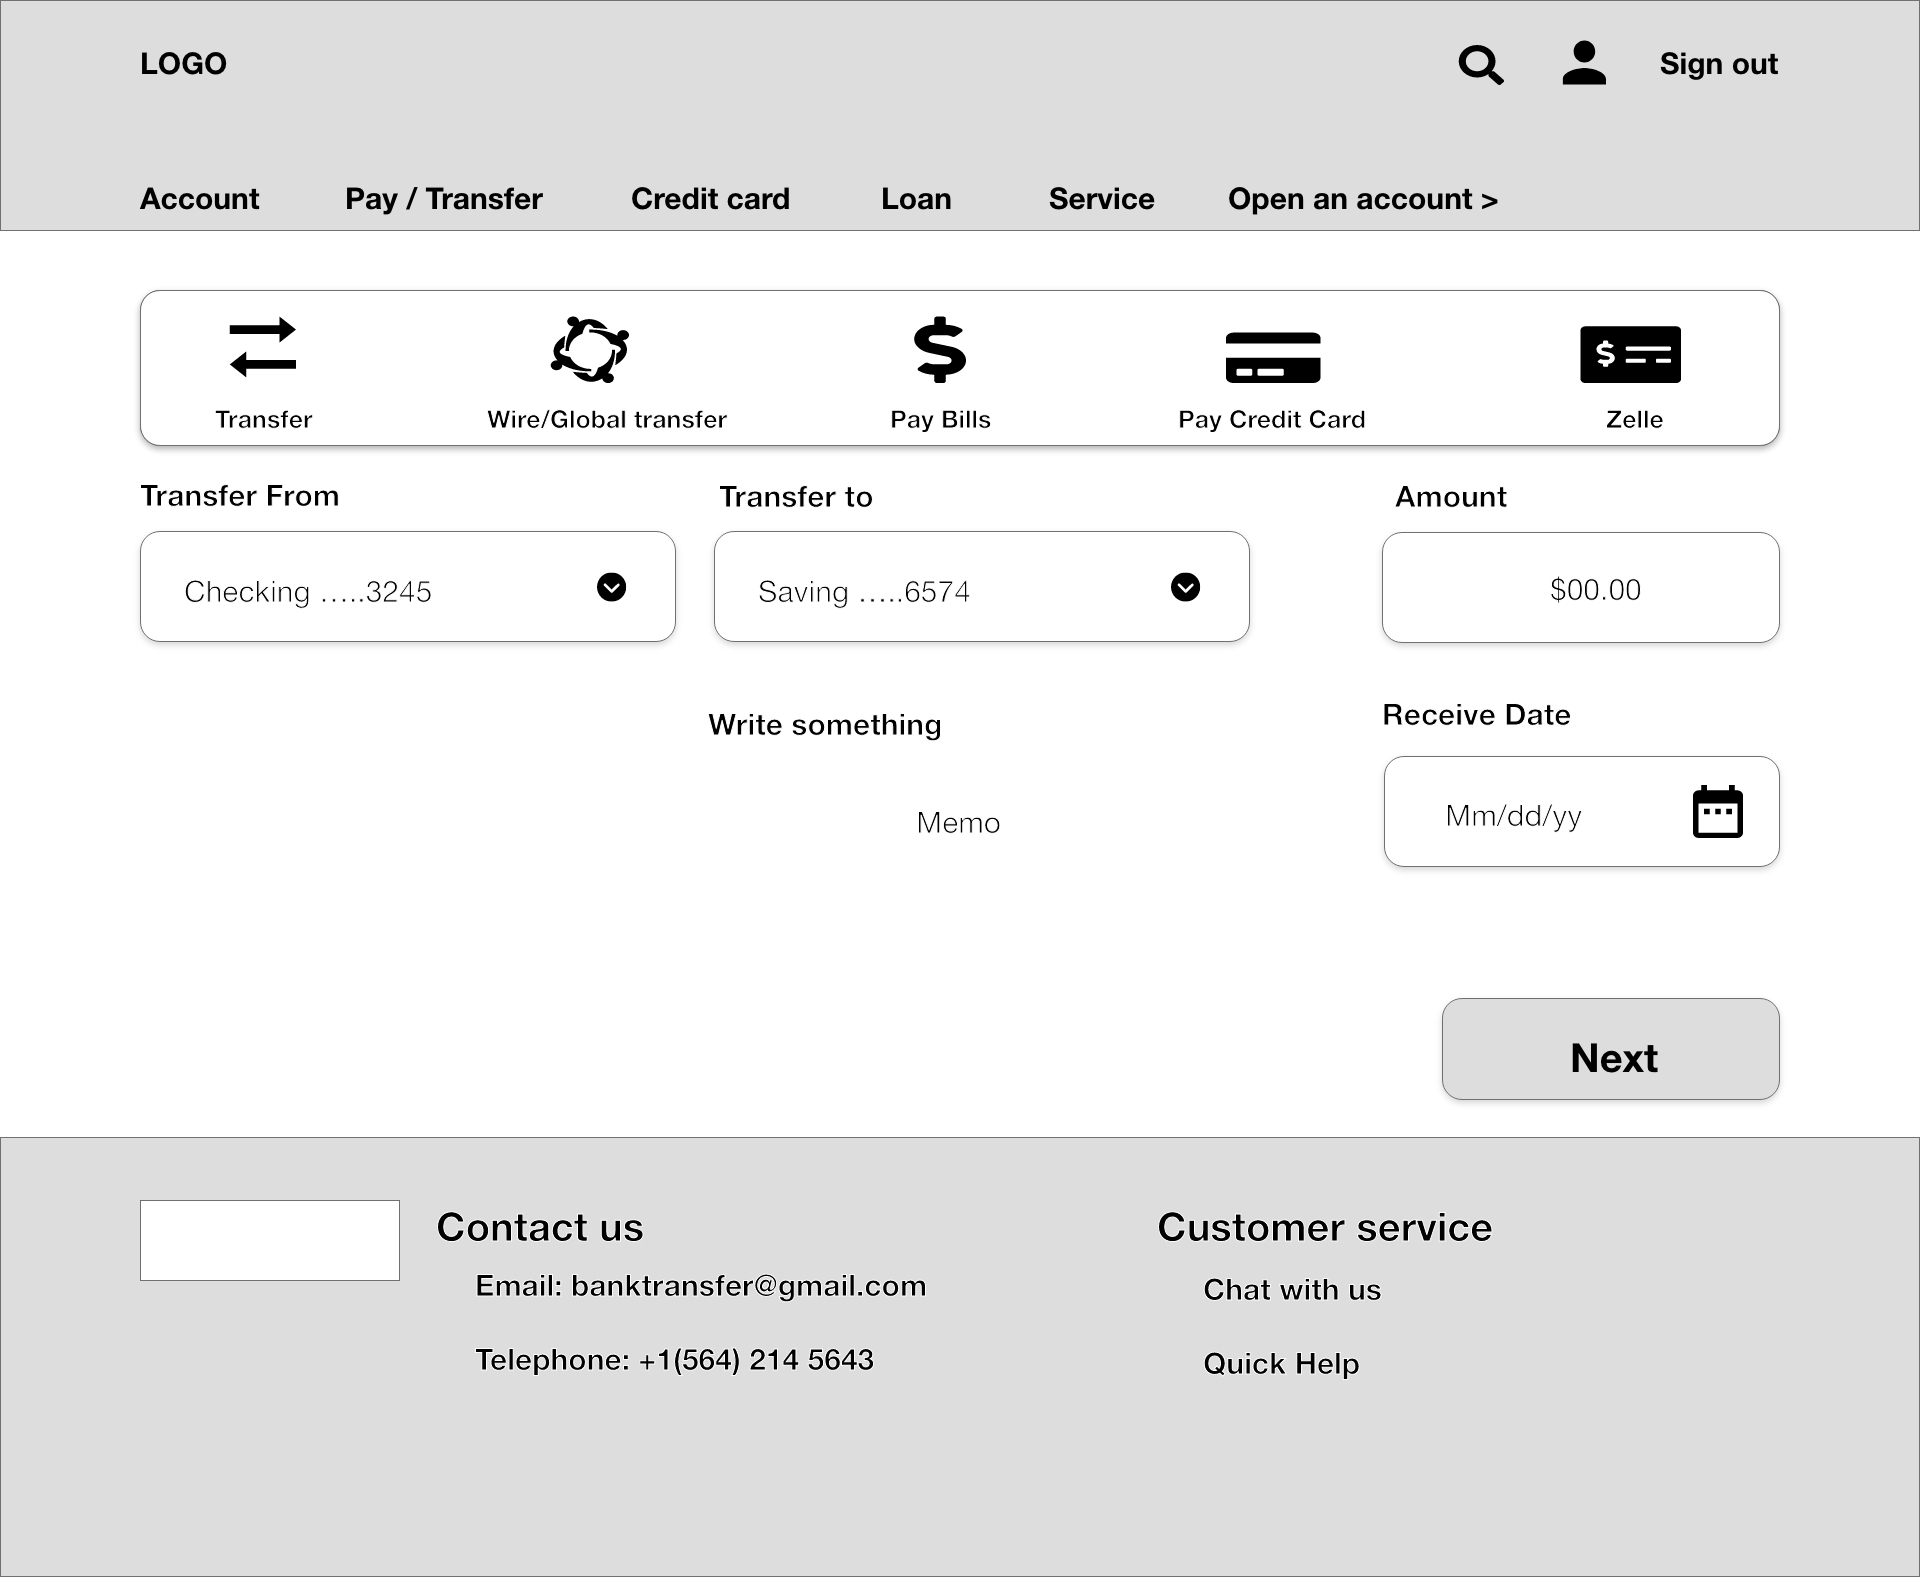 LOGO
Sign out
Account Pay / Transfer Credit card Loan Service Open an account >
Transfer Wire/Global transfer Pay Bills Pay Credit Card Zelle
Transfer From Transfer to Amount
Checking .....3245 Saving .....6574 $00.00
Write something Receive Date
Memo Mm/dd/yy
Next
Contact us
Email: banktransfer@gmail.com
Telephone: +1(564) 214 5643
Customer service
Chat with us
Quick Help